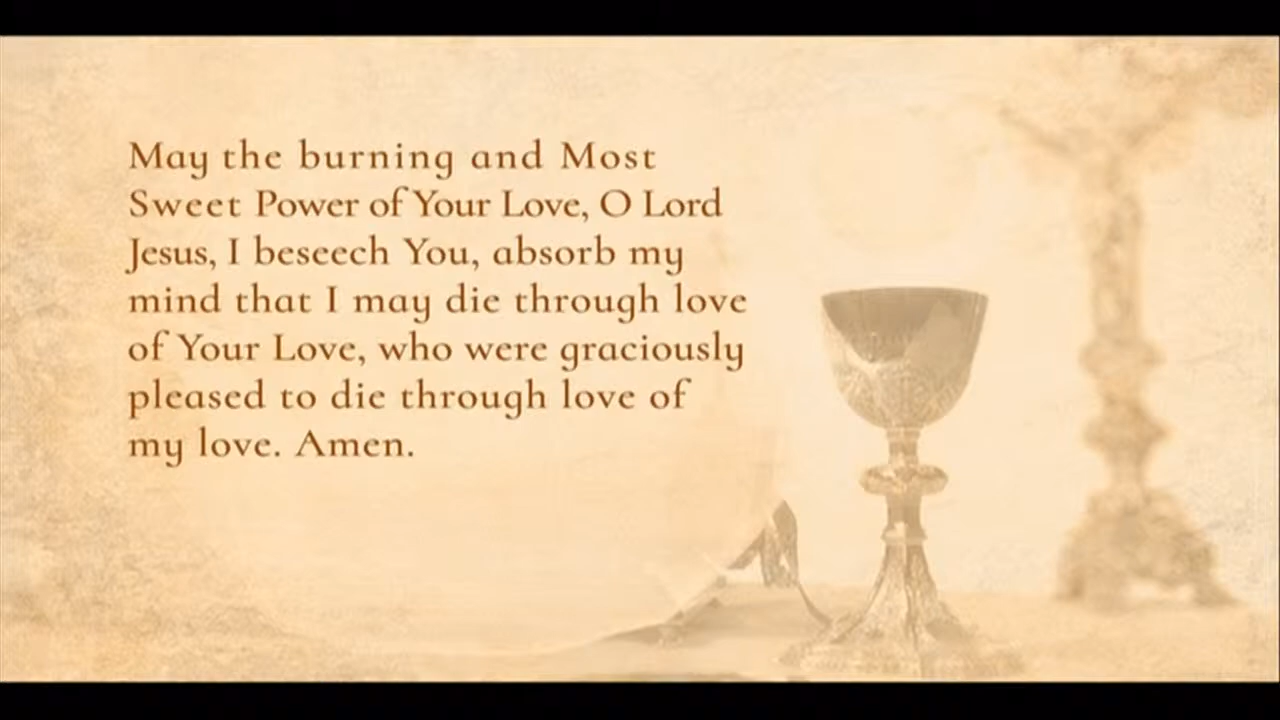 May the burning and Most
Sweet Power of Your Love, O Lord
Jesus, I beseech You, absorb my
mind that I may die through love
of Your Love, who were graciously
pleased to die through love of
my love. Amen.